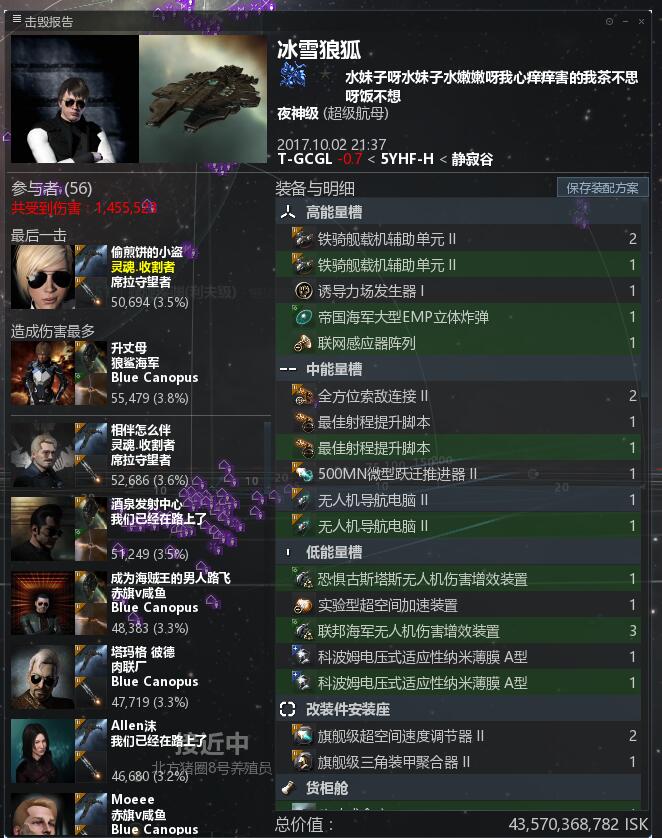 击毁报告
冰雪狼狐
水妹子呀水妹子水嫩嫩呀我心痒痒害的我茶不思
呀饭不想
夜神级 (超级航母)
2017.10.02 21:37
T-GCGL -0.7 < 5YHF-H < 静寂谷
参与者 (56)
共受到伤害：1,455,523
最后一击
偷煎饼的小盗
灵魂.收割者
席拉守望者
50,694 (3.5%)
造成伤害最多
升丈母
狼鲨海军
Blue Canopus
55,479 (3.8%)
相伴怎么伴
灵魂.收割者
席拉守望者
52,686 (3.6%)
酒泉发射中心
我们已经在路上了
51,249 (3.5%)
成为海贼王的男人路飞
赤旗v咸鱼
Blue Canopus
48,383 (3.3%)
塔玛格 彼德
肉联厂
Blue Canopus
47,719 (3.3%)
Allen沫
我们已经在路上了
46,680 (3.2%)
Moeee
赤旗v咸鱼
Blue Canopus
接近中
北方猪圈8号养殖员
装备与明细
保存装配方案
高能量槽
铁骑舰载机辅助单元 II 2
铁骑舰载机辅助单元 II 1
诱导力场发生器 I 1
帝国海军大型EMP立体炸弹 1
联网感应器阵列 1
中能量槽
全方位索敌连接 II 2
最佳射程提升脚本 1
最佳射程提升脚本 1
500MN微型跃迁推进器 II 1
无人机导航电脑 II 1
无人机导航电脑 II 1
低能量槽
恐惧古斯塔斯无人机伤害增效装置 1
实验型超空间加速装置 1
联邦海军无人机伤害增效装置 3
科波姆电压式适应性纳米薄膜 A型 1
科波姆电压式适应性纳米薄膜 A型 1
改装件安装座
旗舰级超空间速度调节器 II 2
旗舰级三角装甲聚合器 II 1
货柜舱
总价值： 43,570,368,782 ISK